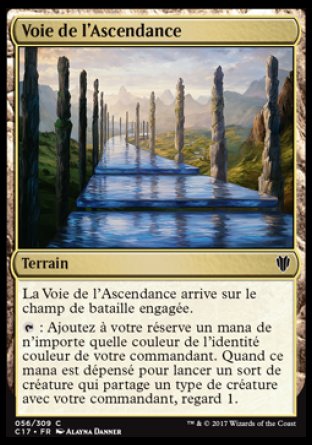 Voie de l'Ascendance
Terrain
La Voie de l'Ascendance arrive sur le
champ de bataille engagée.
: Ajoutez à votre réserve un mana de
n'importe quelle couleur de l'identité
couleur de votre commandant. Quand ce
mana est dépensé pour lancer un sort de
créature qui partage un type de créature
avec votre commandant, regard 1.
056/309 C
C17 • FR Alayna Danner
™ & © 2017 Wizards of the Coast